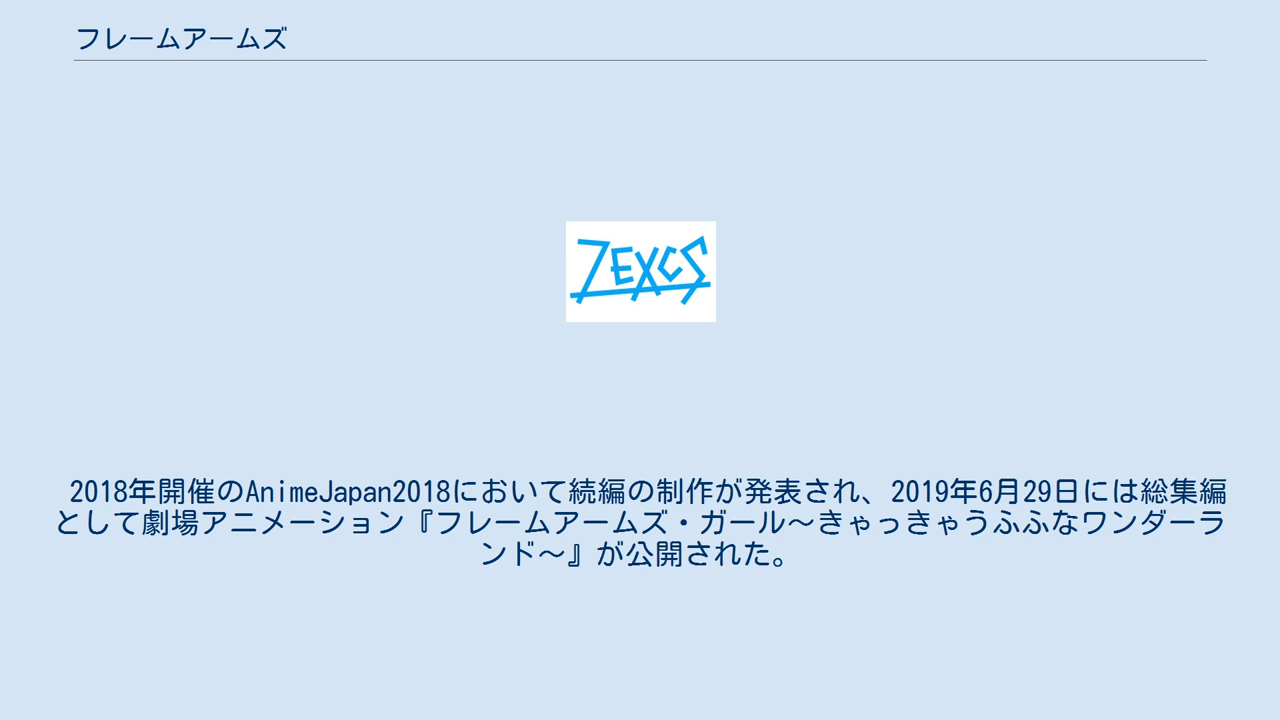 フレームアームズ
ZEXCS
2018年開催のAnimeJapan2018において続編の制作が発表され、2019年6月29日には総集編
として劇場アニメーション『フレームアームズ・ガール〜きゃっきゃうふふなワンダーラ
ンド〜』が公開された。